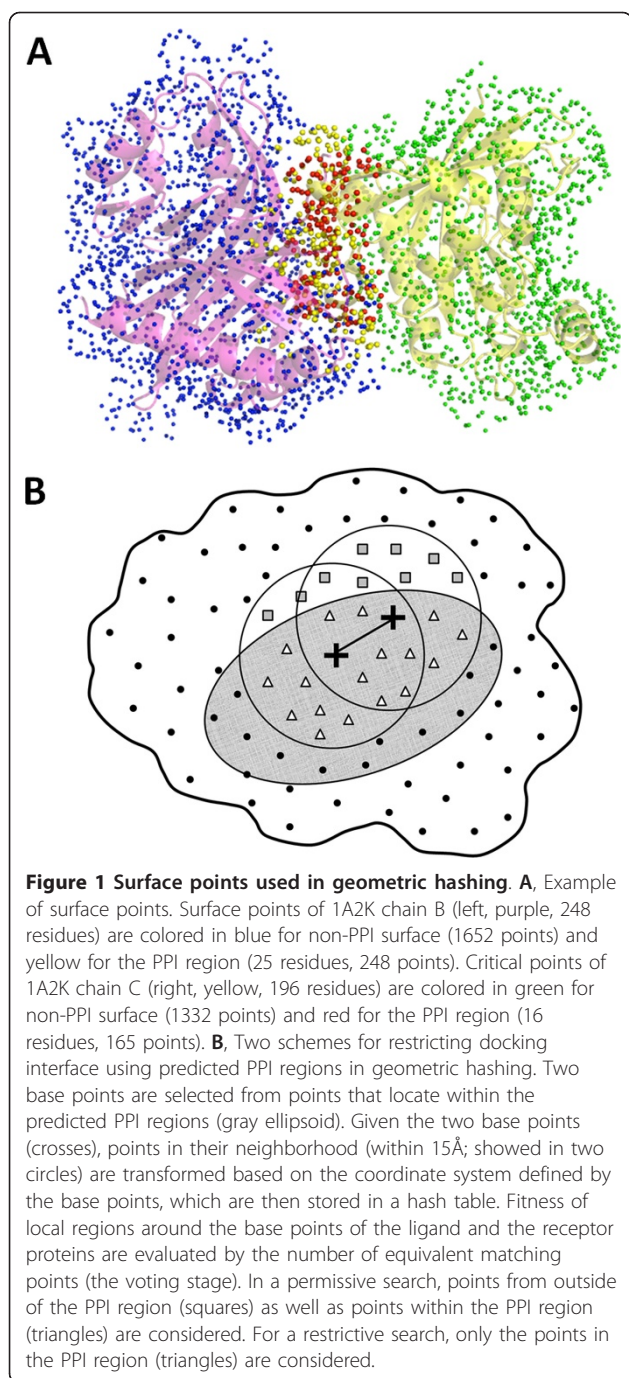 A
B
Figure 1 Surface points used in geometric hashing. A, Example
of surface points. Surface points of 1A2K chain B (left, purple, 248
residues) are colored in blue for non-PPI surface (1652 points) and
yellow for the PPI region (25 residues, 248 points). Critical points of
1A2K chain C (right, yellow, 196 residues) are colored in green for
non-PPI surface (1332 points) and red for the PPI region (16
residues, 165 points). B, Two schemes for restricting docking
interface using predicted PPI regions in geometric hashing. Two
base points are selected from points that locate within the
predicted PPI regions (gray ellipsoid). Given the two base points
(crosses), points in their neighborhood (within 15Å; showed in two
circles) are transformed based on the coordinate system defined by
the base points, which are then stored in a hash table. Fitness of
local regions around the base points of the ligand and the receptor
proteins are evaluated by the number of equivalent matching
points (the voting stage). In a permissive search, points from outside
of the PPI region (squares) as well as points within the PPI region
(triangles) are considered. For a restrictive search, only the points in
the PPI region (triangles) are considered.